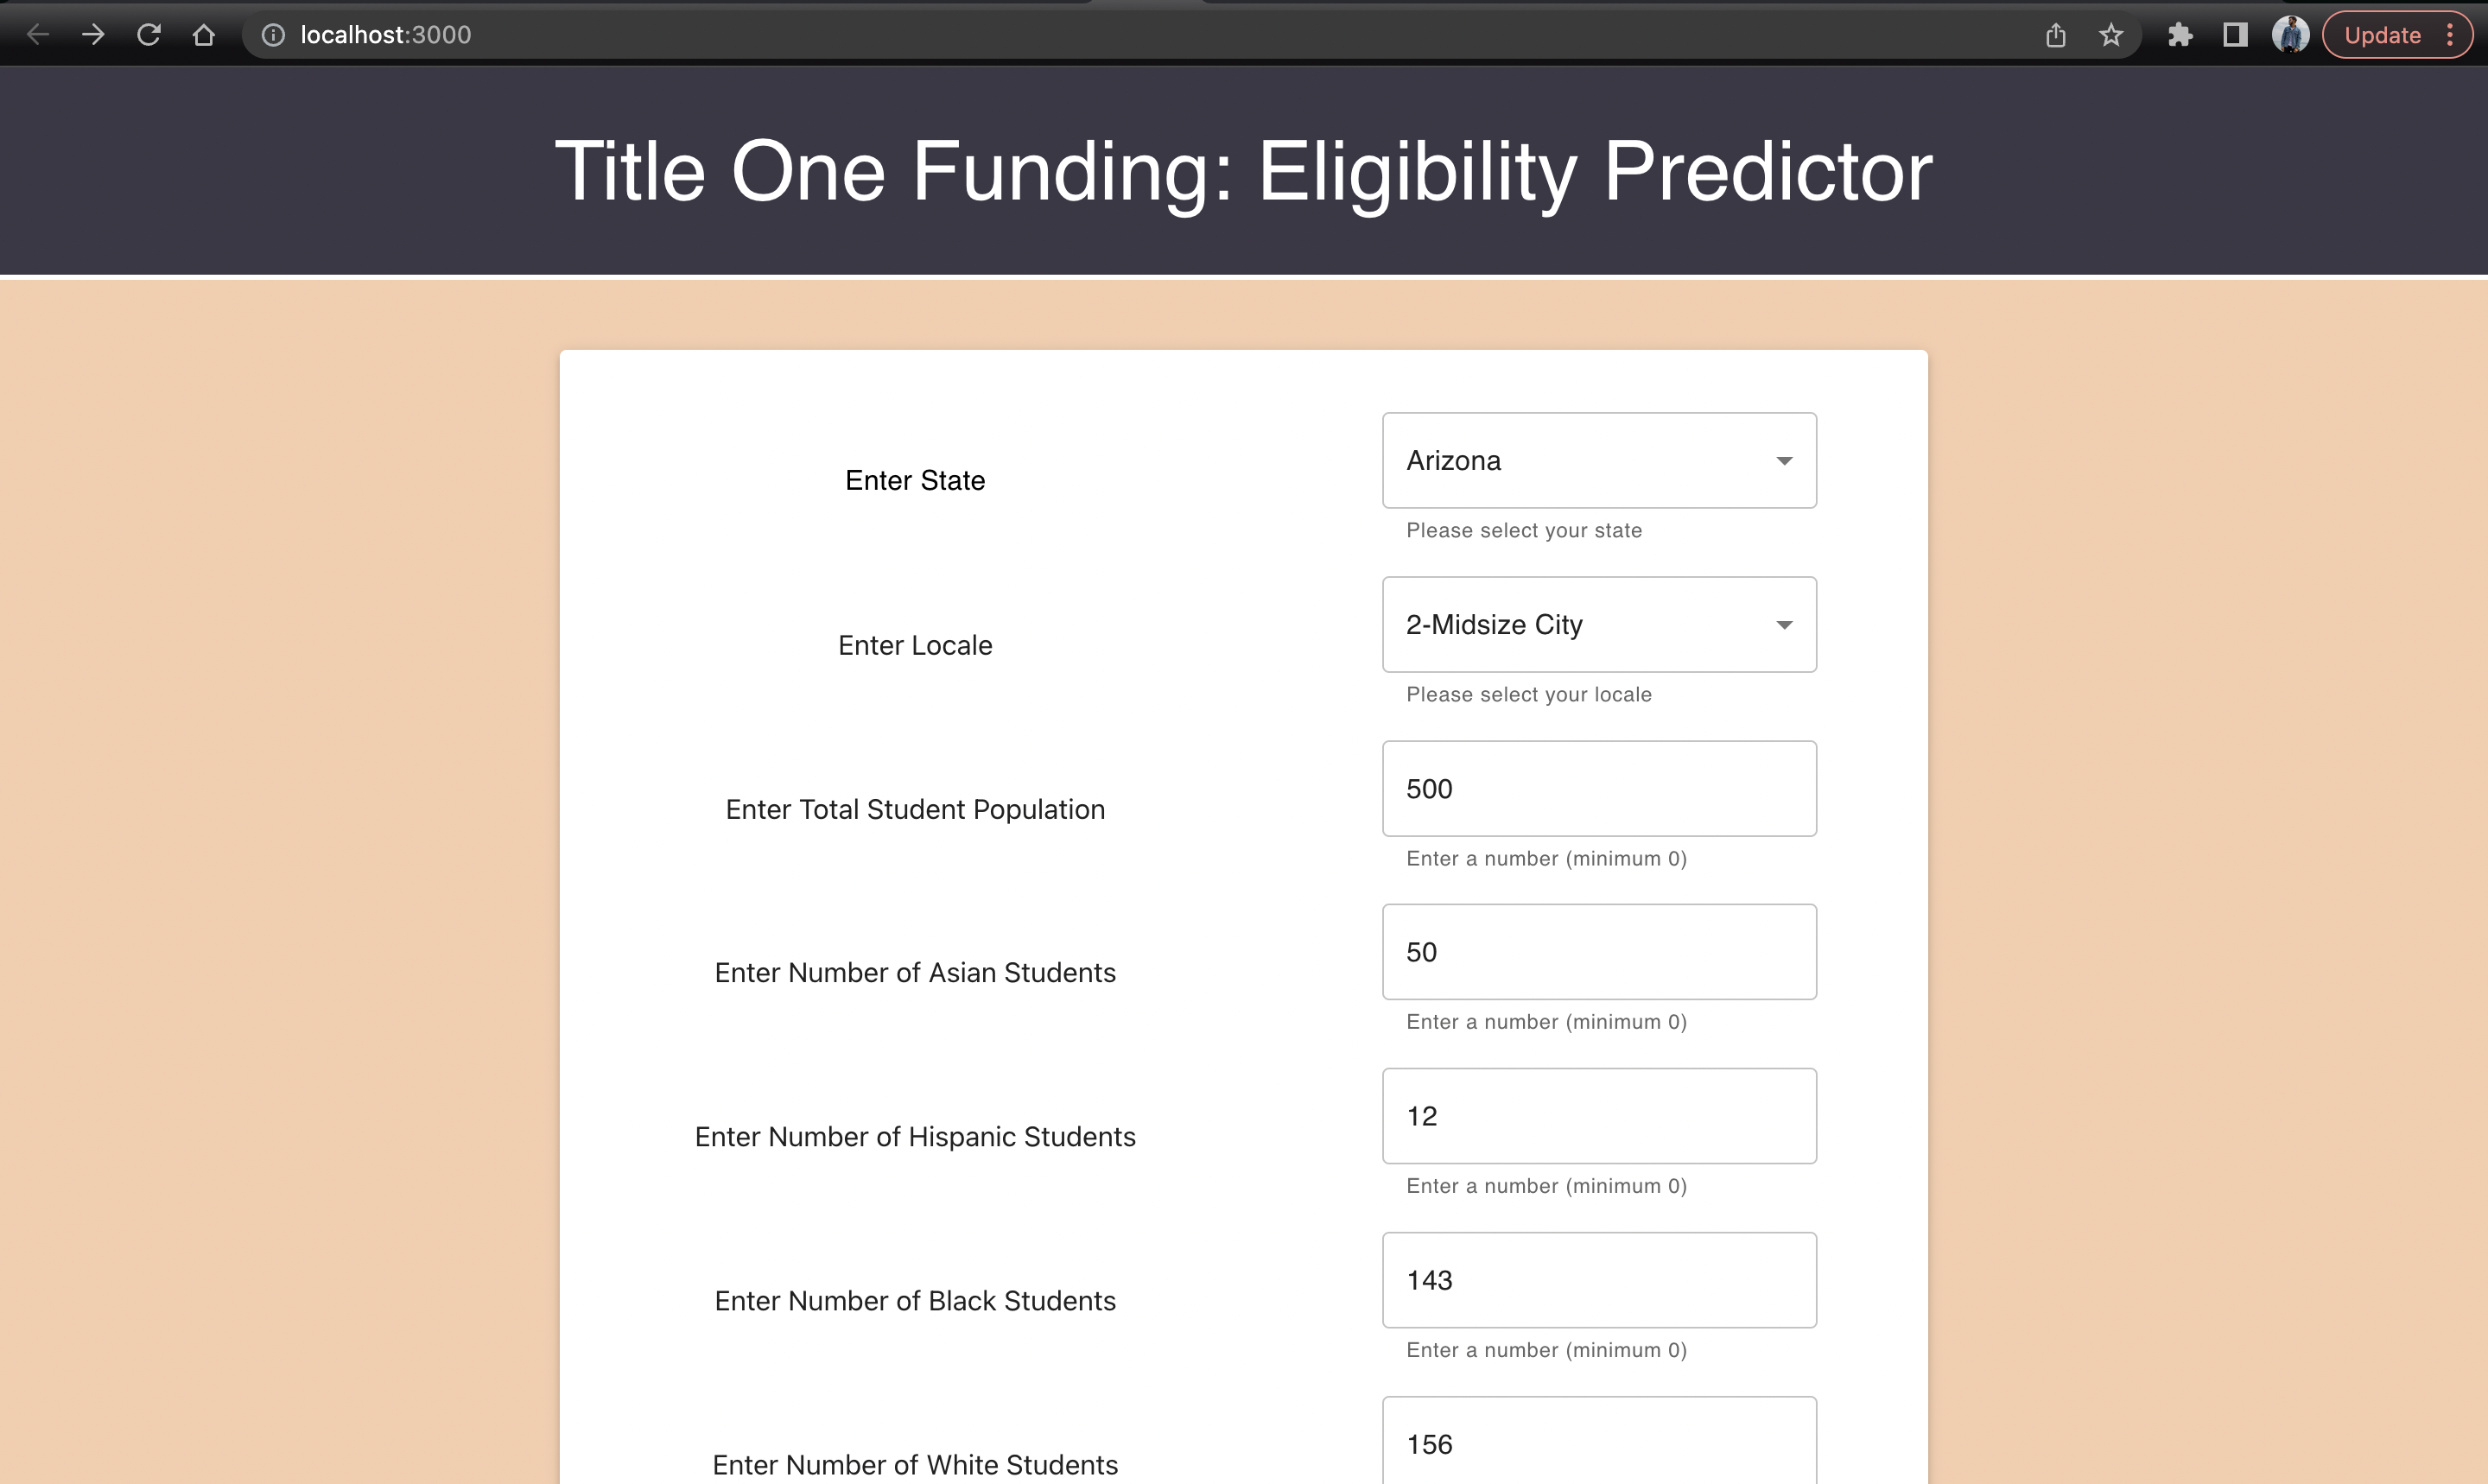 localhost:3000
Update
Title One Funding: Eligibility Predictor
Enter State
Arizona
Please select your state
Enter Locale
2-Midsize City
Please select your locale
Enter Total Student Population
500
Enter a number (minimum 0)
Enter Number of Asian Students
50
Enter a number (minimum 0)
Enter Number of Hispanic Students
12
Enter a number (minimum 0)
Enter Number of Black Students
143
Enter a number (minimum 0)
Enter Number of White Students
156